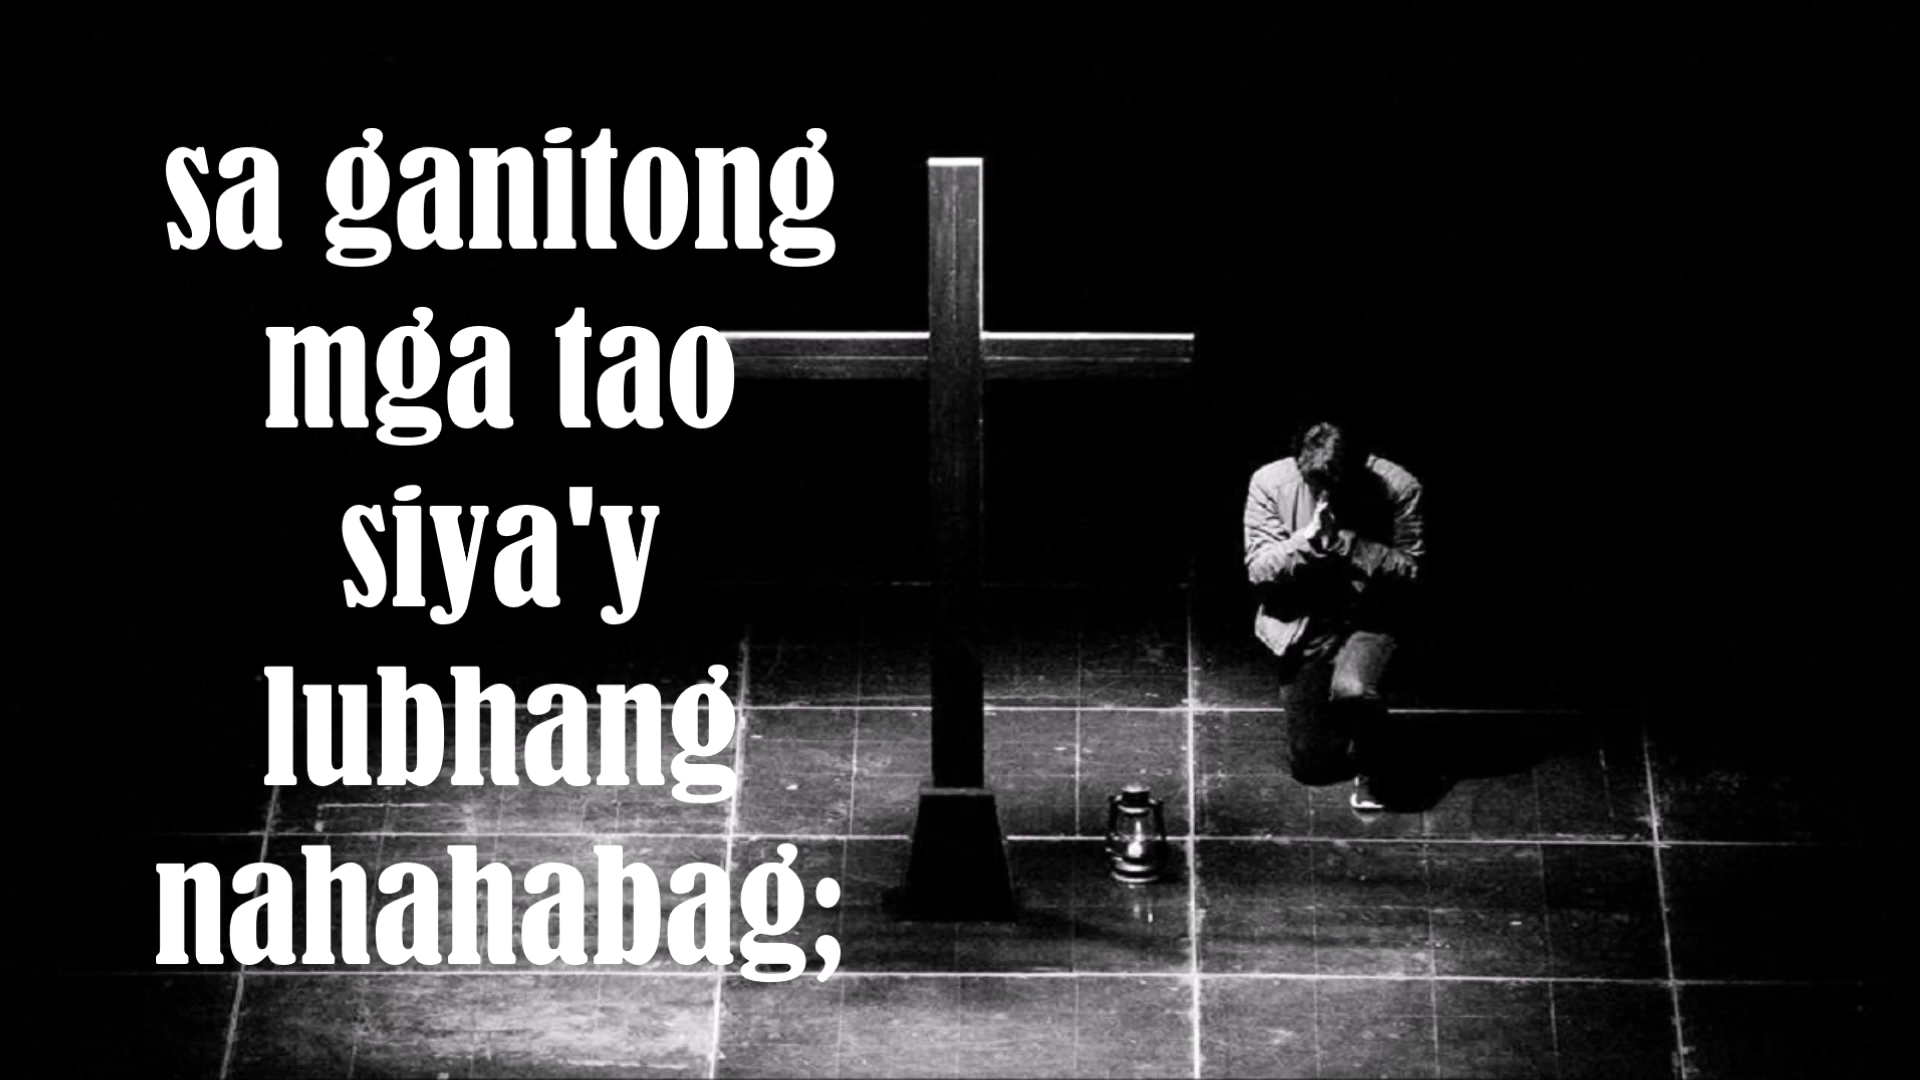 sa ganitong
mga tao
siya'y
lubhang
nahahabag;